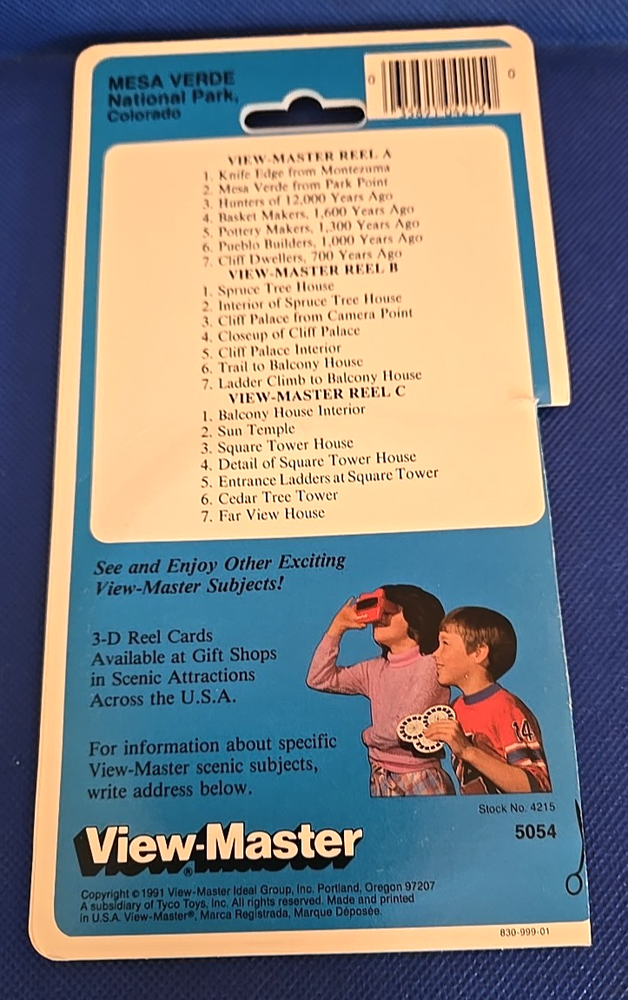 MESA VERDE
National Park,
Colorado
0 0
VIEW-MASTER REEL A
1. Knife Edge from Montezuma
2. Mesa Verde from Park Point
3. Hunters of 12,000 Years Ago
4. Basket Makers, 1,600 Years Ago
5. Pottery Makers, 1,300 Years Ago
6. Pueblo Builders, 1,000 Years Ago
7. Cliff Dwellers, 700 Years Ago
VIEW-MASTER REEL B
1. Spruce Tree House
2. Interior of Spruce Tree House
3. Cliff Palace from Camera Point
4. Closeup of Cliff Palace
5. Cliff Palace Interior
6. Trail to Balcony House
7. Ladder Climb to Balcony House
VIEW-MASTER REEL C
1. Balcony House Interior
2. Sun Temple
3. Square Tower House
4. Detail of Square Tower House
5. Entrance Ladders at Square Tower
6. Cedar Tree Tower
7. Far View House
See and Enjoy Other Exciting
View-Master Subjects!
3-D Reel Cards
Available at Gift Shops
in Scenic Attractions
Across the U.S.A.
For information about specific
View-Master scenic subjects,
write address below.
14
Stock No. 4215
5054
View-Master®
Copyright © 1991 View-Master Ideal Group, Inc. Portland, Oregon 97207
A subsidiary of Tyco Toys, Inc. All rights reserved. Made and printed
in U.S.A. View-Master®, Marca Registrada, Marque Déposée.
830-999-01